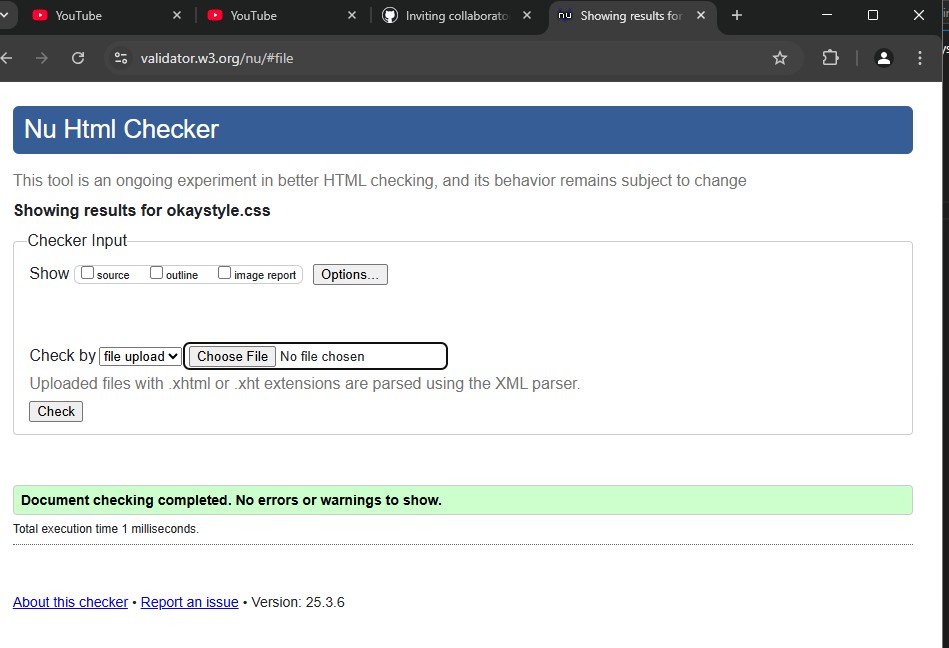 YouTube YouTube Inviting collaborato nu Showing results for
validator.w3.org/nu/#file
Nu Html Checker
This tool is an ongoing experiment in better HTML checking, and its behavior remains subject to change
Showing results for okaystyle.css
Checker Input
Show source outline image report Options...
Check by file upload Choose File No file chosen
Uploaded files with .xhtml or .xht extensions are parsed using the XML parser.
Check
Document checking completed. No errors or warnings to show.
Total execution time 1 milliseconds.
About this checker • Report an issue • Version: 25.3.6